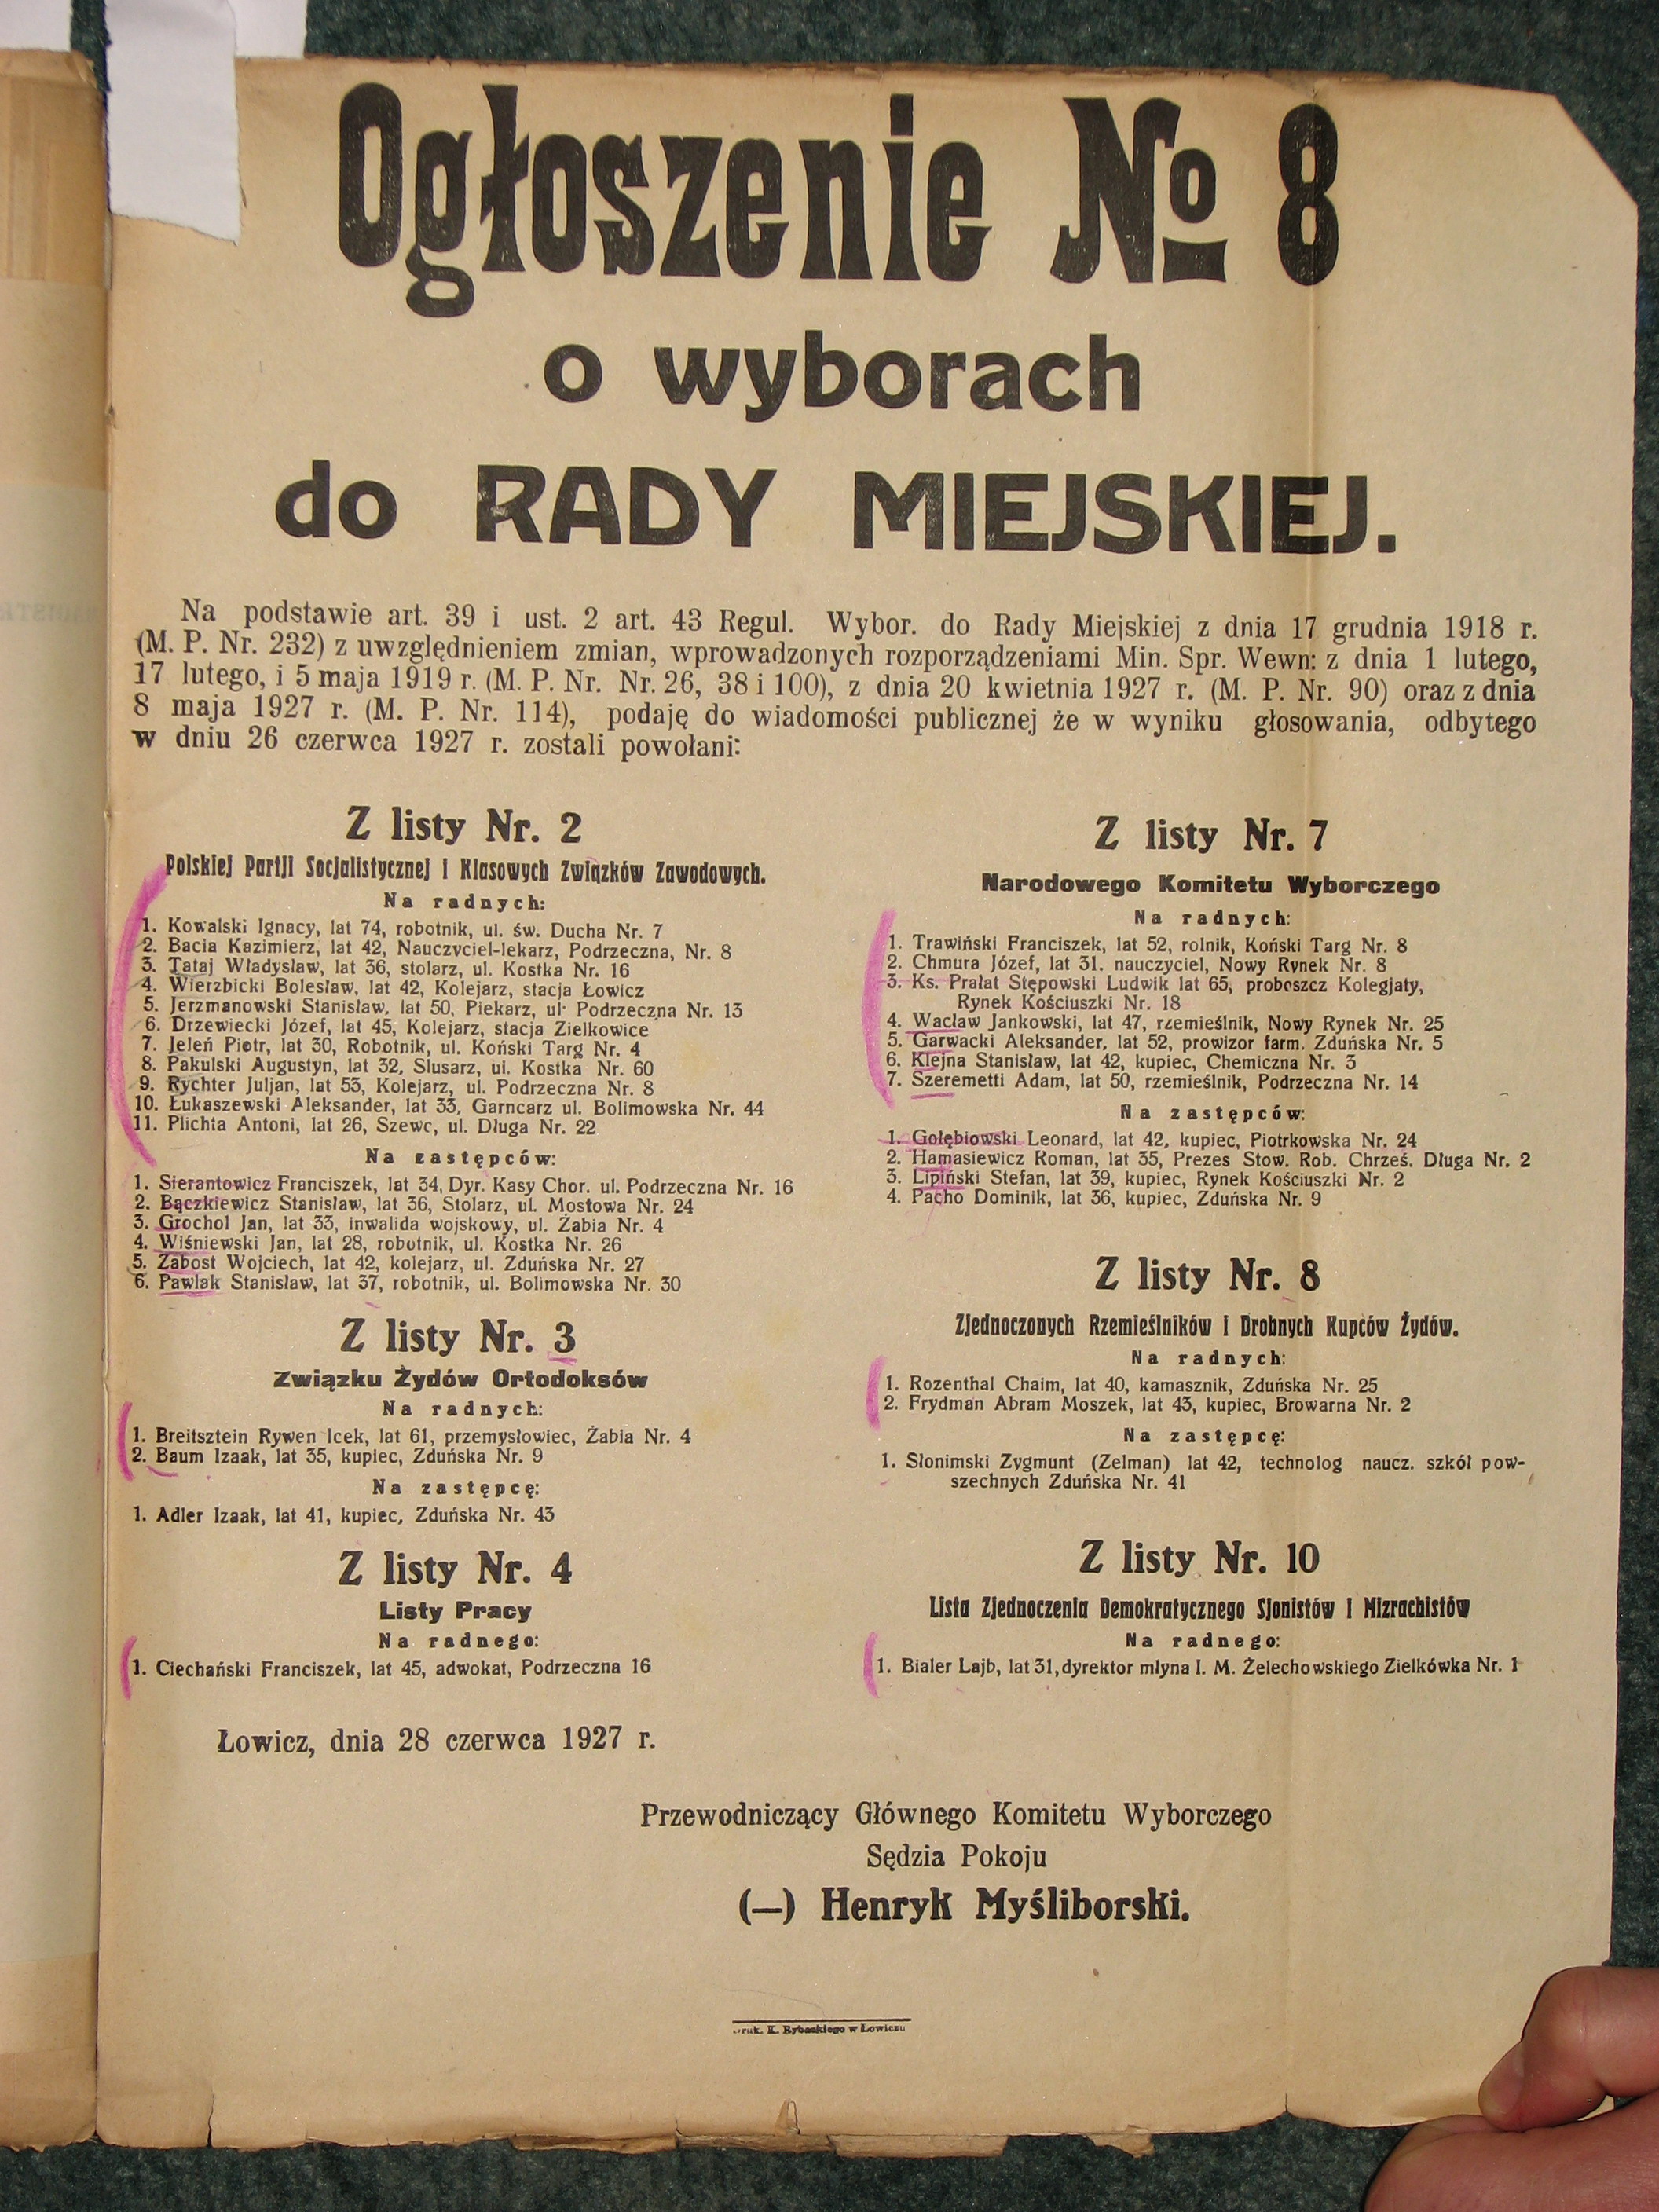 Ogłoszenie № 8
o wyborach
do RADY MIEJSKIEJ.
Na podstawie art. 39 i ust. 2 art. 43 Regul. Wybor. do Rady Miejskiej z dnia 17 grudnia 1918 r.
(M. P. Nr. 232) z uwzględnieniem zmian, wprowadzonych rozporządzeniami Min. Spr. Wewn: z dnia 1 lutego,
17 lutego, i 5 maja 1919 r. (M. P. Nr. Nr. 26, 38 i 100), z dnia 20 kwietnia 1927 r. (M. P. Nr. 90) oraz z dnia
8 maja 1927 r. (M. P. Nr. 114), podaję do wiadomości publicznej że w wyniku głosowania, odbytego
w dniu 26 czerwca 1927 r. zostali powołani:
Z listy Nr. 2
Polskiej Partji Socjalistycznej i Klasowych Związków Zawodowych.
Na radnych:
1. Kowalski Ignacy, lat 74, robotnik, ul. św. Ducha Nr. 7
2. Bacia Kazimierz, lat 42, Nauczyciel-lekarz, Podrzeczna, Nr. 8
3. Tataj Władysław, lat 36, stolarz, ul. Kostka Nr. 16
4. Wierzbicki Bolesław, lat 42, Kolejarz, stacja Łowicz
5. Jerzmanowski Stanisław, lat 50, Piekarz, ul. Podrzeczna Nr. 13
6. Drzewiecki Józef, lat 45, Kolejarz, stacja Zielkowice
7. Jeleń Piotr, lat 30, Robotnik, ul. Koński Targ Nr. 4
8. Pakulski Augustyn, lat 32, Slusarz, ul. Kostka Nr. 60
9. Rychter Juljan, lat 53, Kolejarz, ul. Podrzeczna Nr. 8
10. Łukaszewski Aleksander, lat 33, Garncarz ul. Bolimowska Nr. 44
11. Plichta Antoni, lat 26, Szewc, ul. Długa Nr. 22
Na zastępców:
1. Sierantowicz Franciszek, lat 34, Dyr. Kasy Chor. ul. Podrzeczna Nr. 16
2. Bączkiewicz Stanisław, lat 36, Stolarz, ul. Mostowa Nr. 24
3. Grochol Jan, lat 33, inwalida wojskowy, ul. Żabia Nr. 4
4. Wiśniewski Jan, lat 28, robotnik, ul. Kostka Nr. 26
5. Zabost Wojciech, lat 42, kolejarz, ul. Zduńska Nr. 27
6. Pawlak Stanisław, lat 37, robotnik, ul. Bolimowska Nr. 30
Z listy Nr. 3
Związku Żydów Ortodoksów
Na radnych:
1. Breitsztein Rywen Icek, lat 61, przemysłowiec, Żabia Nr. 4
2. Baum Izaak, lat 35, kupiec, Zduńska Nr. 9
Na zastępcę:
1. Adler Izaak, lat 41, kupiec, Zduńska Nr. 43
Z listy Nr. 4
Listy Pracy
Na radnego:
1. Ciechański Franciszek, lat 45, adwokat, Podrzeczna 16
Z listy Nr. 7
Narodowego Komitetu Wyborczego
Na radnych:
1. Trawiński Franciszek, lat 52, rolnik, Koński Targ Nr. 8
2. Chmura Józef, lat 31. nauczyciel, Nowy Rynek Nr. 8
3. Ks. Prałat Stępowski Ludwik lat 65, proboszcz Kolegjaty,
Rynek Kościuszki Nr. 18
4. Wacław Jankowski, lat 47, rzemieślnik, Nowy Rynek Nr. 25
5. Garwacki Aleksander, lat 52, prowizor farm. Zduńska Nr. 5
6. Klejna Stanisław, lat 42, kupiec, Chemiczna Nr. 3
7. Szeremetti Adam, lat 50, rzemieślnik, Podrzeczna Nr. 14
Na zastępców:
1. Gołębiowski Leonard, lat 42, kupiec, Piotrkowska Nr. 24
2. Hamasiewicz Roman, lat 35, Prezes Stow. Rob. Chrześ. Długa Nr. 2
3. Lipiński Stefan, lat 39, kupiec, Rynek Kościuszki Nr. 2
4. Pacho Dominik, lat 36, kupiec, Zduńska Nr. 9
Z listy Nr. 8
Zjednoczonych Rzemieślników i Drobnych Kupców Żydów.
Na radnych:
1. Rozenthal Chaim, lat 40, kamasznik, Zduńska Nr. 25
2. Frydman Abram Moszek, lat 43, kupiec, Browarna Nr. 2
Na zastępcę:
1. Słonimski Zygmunt (Zelman) lat 42, technolog naucz. szkół pow-
szechnych Zduńska Nr. 41
Z listy Nr. 10
Lista Zjednoczenia Demokratycznego Sjonistów i Mizrachistów
Na radnego:
1. Bialer Lajb, lat 31, dyrektor młyna I. M. Żelechowskiego Zielkówka Nr. 1
Łowicz, dnia 28 czerwca 1927 r.
Przewodniczący Głównego Komitetu Wyborczego
Sędzia Pokoju
(—) Henryk Myśliborski.
Druk. K. Rybackiego w Łowiczu